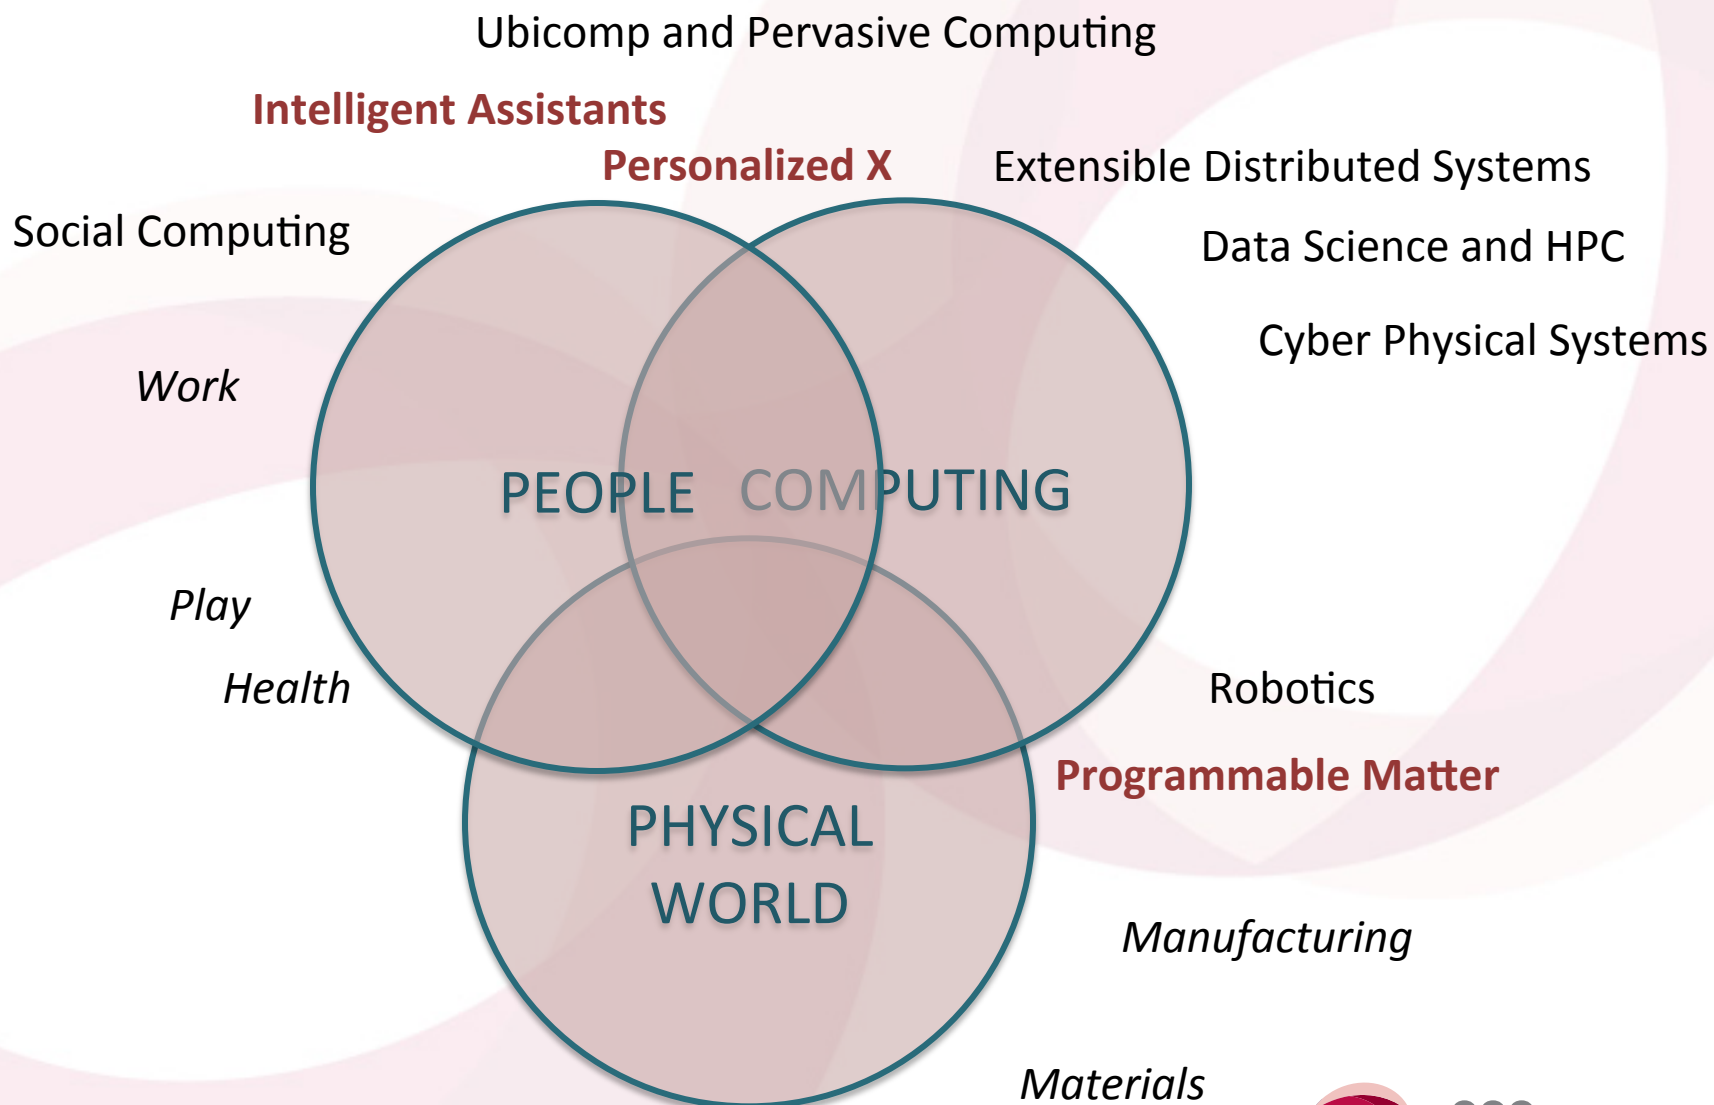 Ubicomp and Pervasive Computing
Intelligent Assistants
Personalized X
Extensible Distributed Systems
Social Computing
Data Science and HPC
Cyber Physical Systems
Work
PEOPLE
COMPUTING
Play
Health
Robotics
Programmable Matter
PHYSICAL
WORLD
Manufacturing
Materials